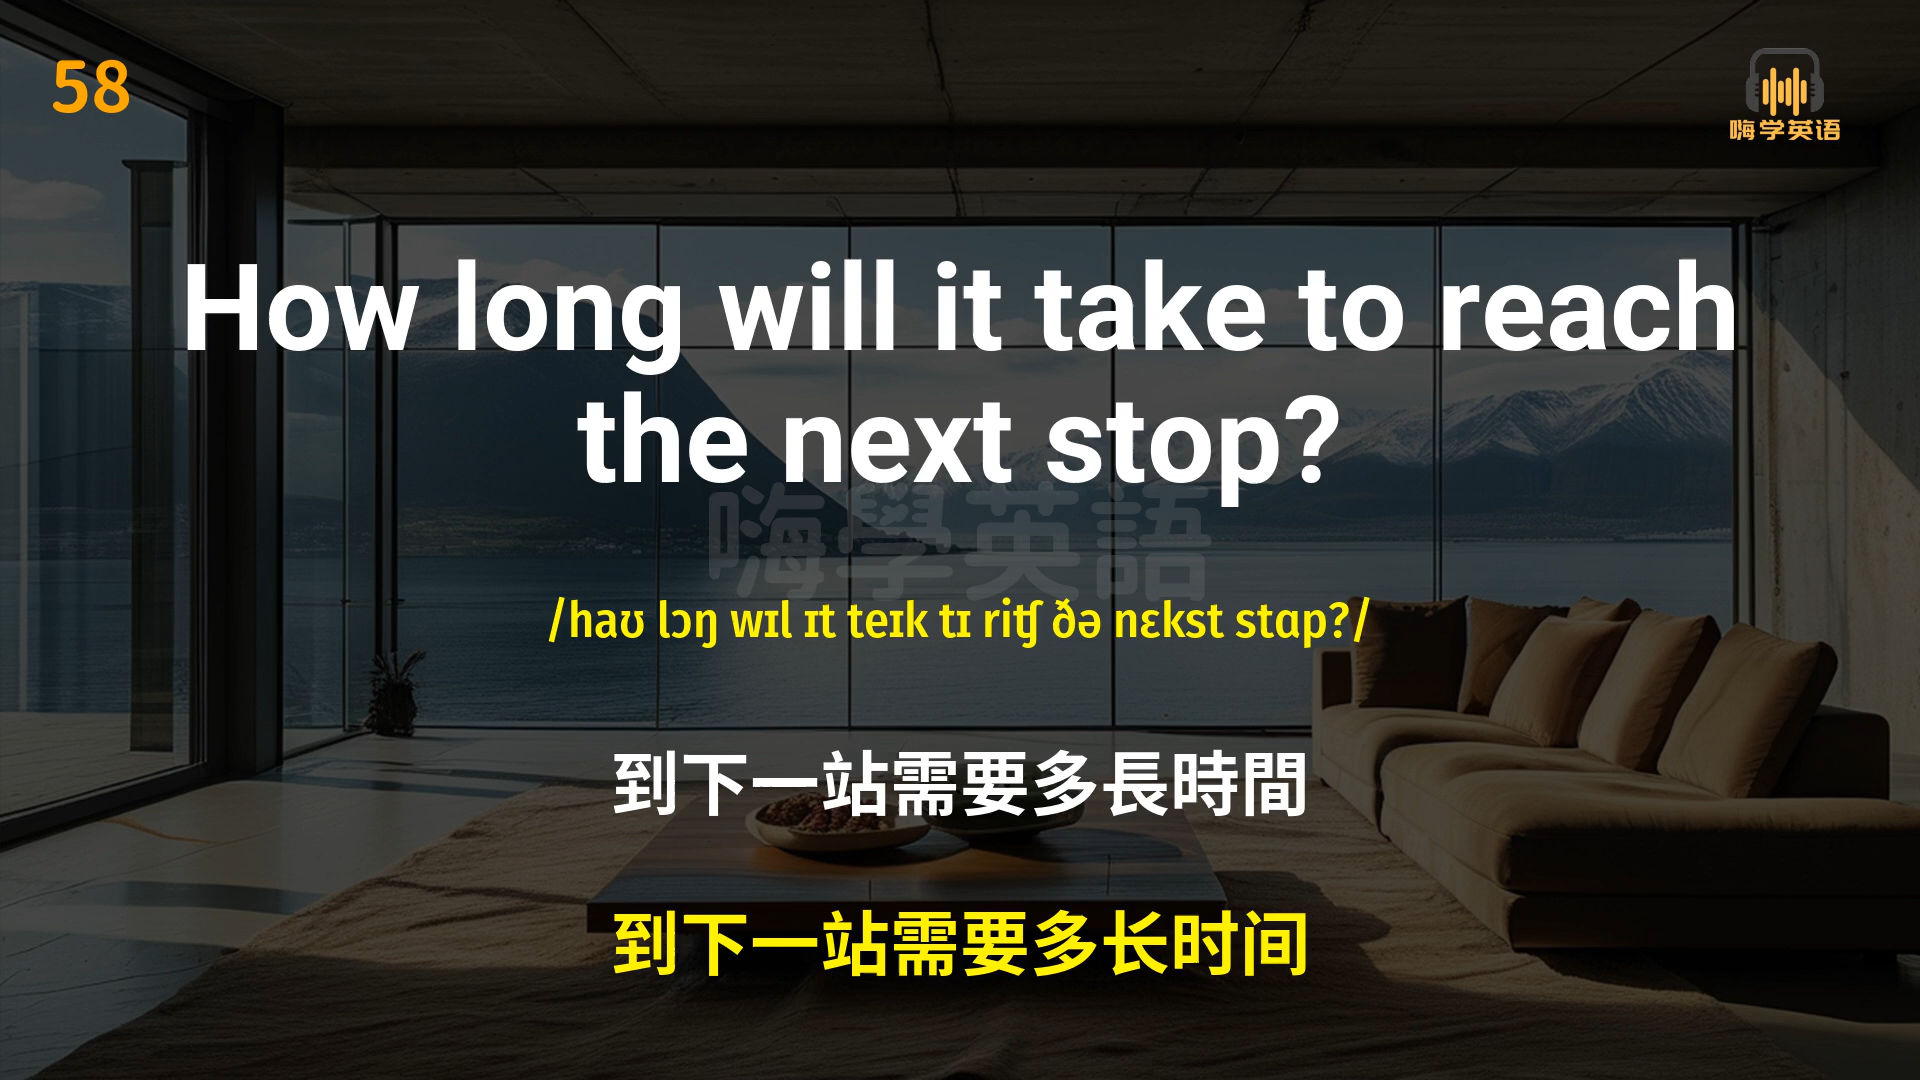 58
嗨学英语
How long will it take to reach
the next stop?
嗨學英語
/haʊ lɔŋ wɪl ɪt teɪk tɪ riʧ ðə nɛkst stɑp?/
到下一站需要多長時間
到下一站需要多长时间